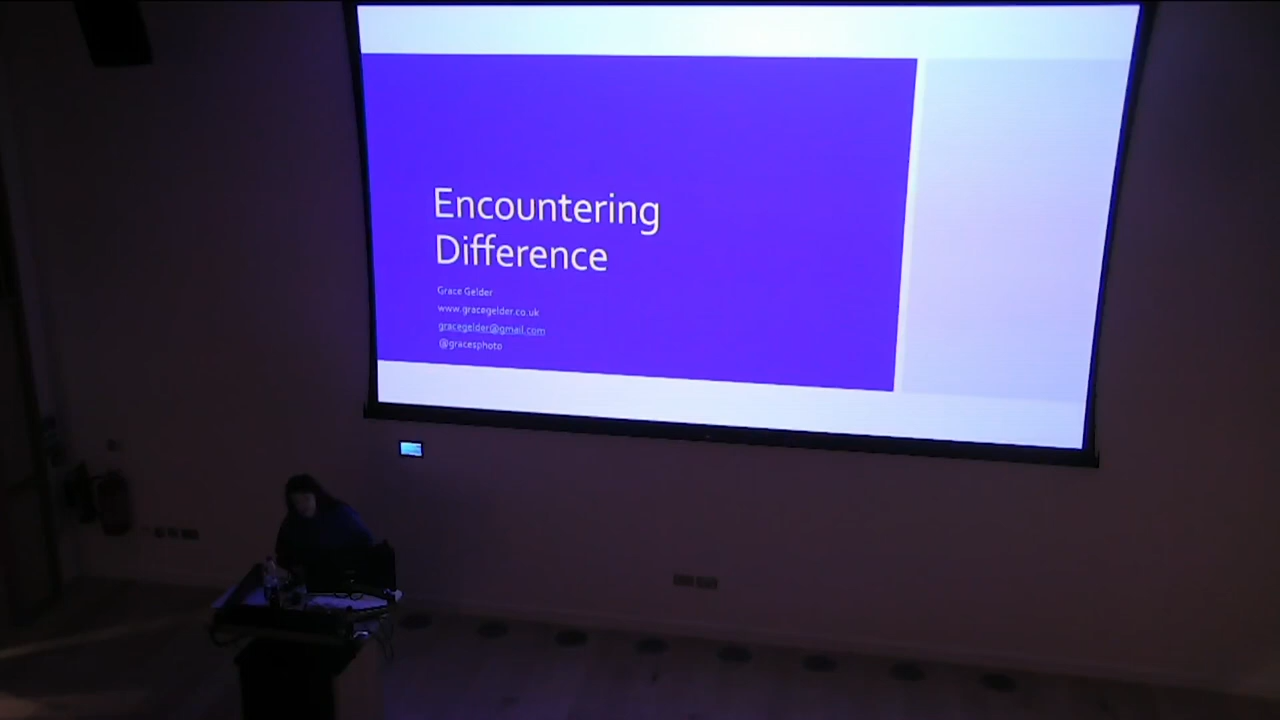 Encountering
Difference
Grace Gelder
www.gracegelder.co.uk
gracegelder@gmail.com
@gracesphoto